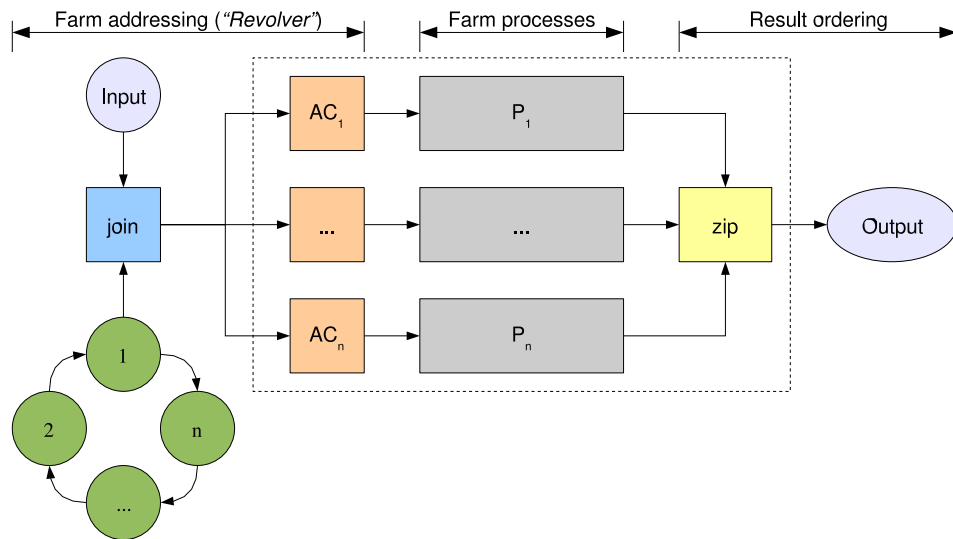 Farm addressing (“Revolver”)
Farm processes
Result ordering
Input
AC1
P1
join
...
...
zip
Output
1
ACn
Pn
2
n
...